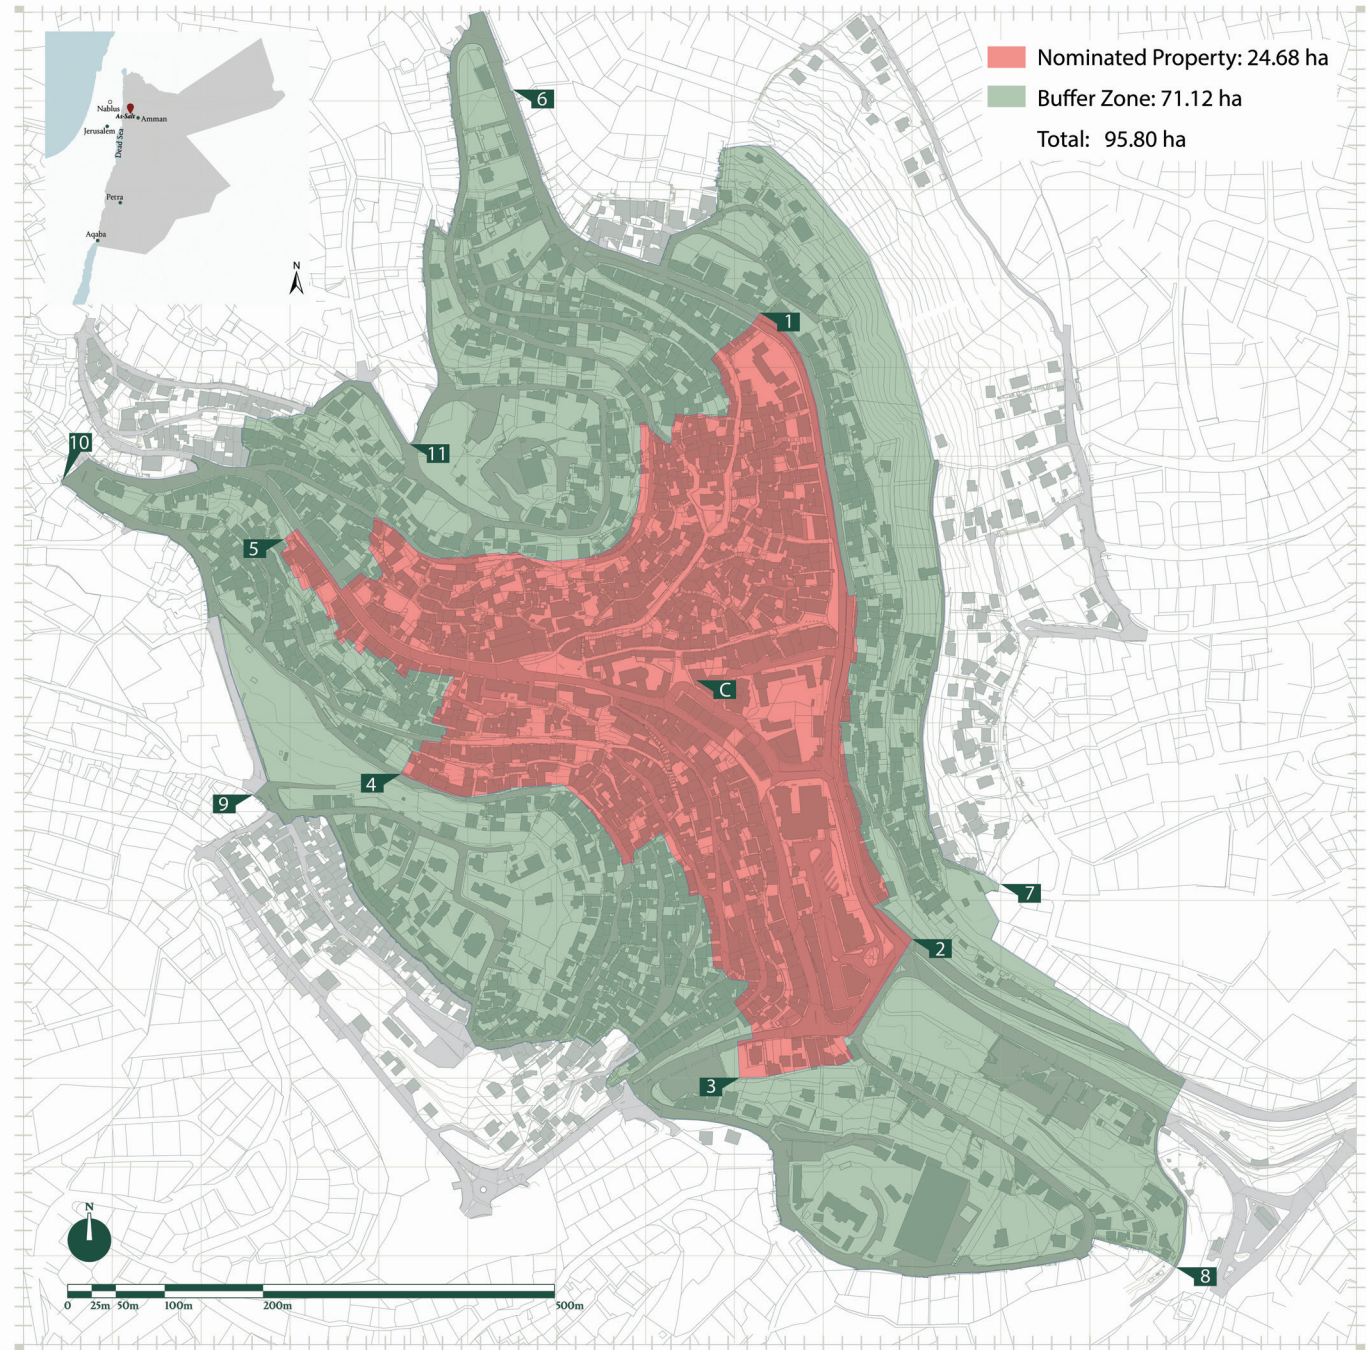 Nominated Property: 24.68 ha
Buffer Zone: 71.12 ha
Total: 95.80 ha
Nablus
As-Salt
Amman
Jerusalem
Dead Sea
Petra
Aqaba
N
6
1
10
11
5
C
4
9
7
2
3
8
N
0 25m 50m 100m 200m 500m